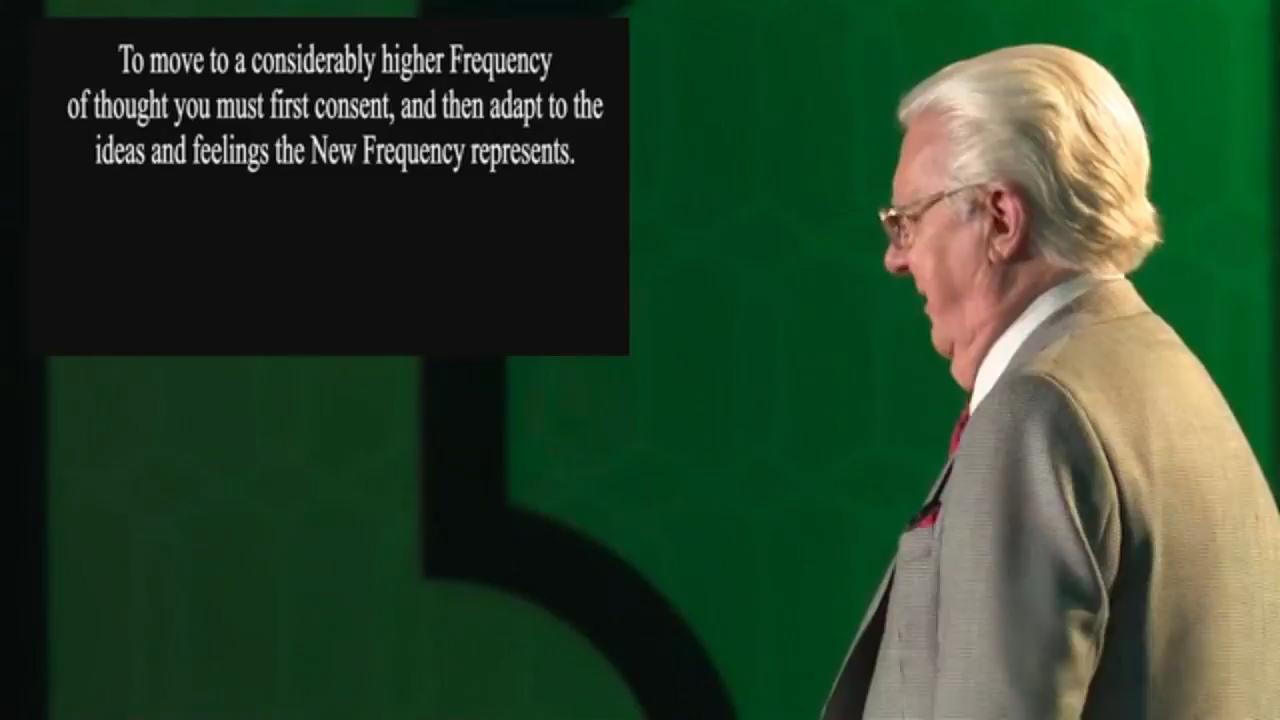 To move to a considerably higher Frequency
of thought you must first consent, and then adapt to the
ideas and feelings the New Frequency represents.